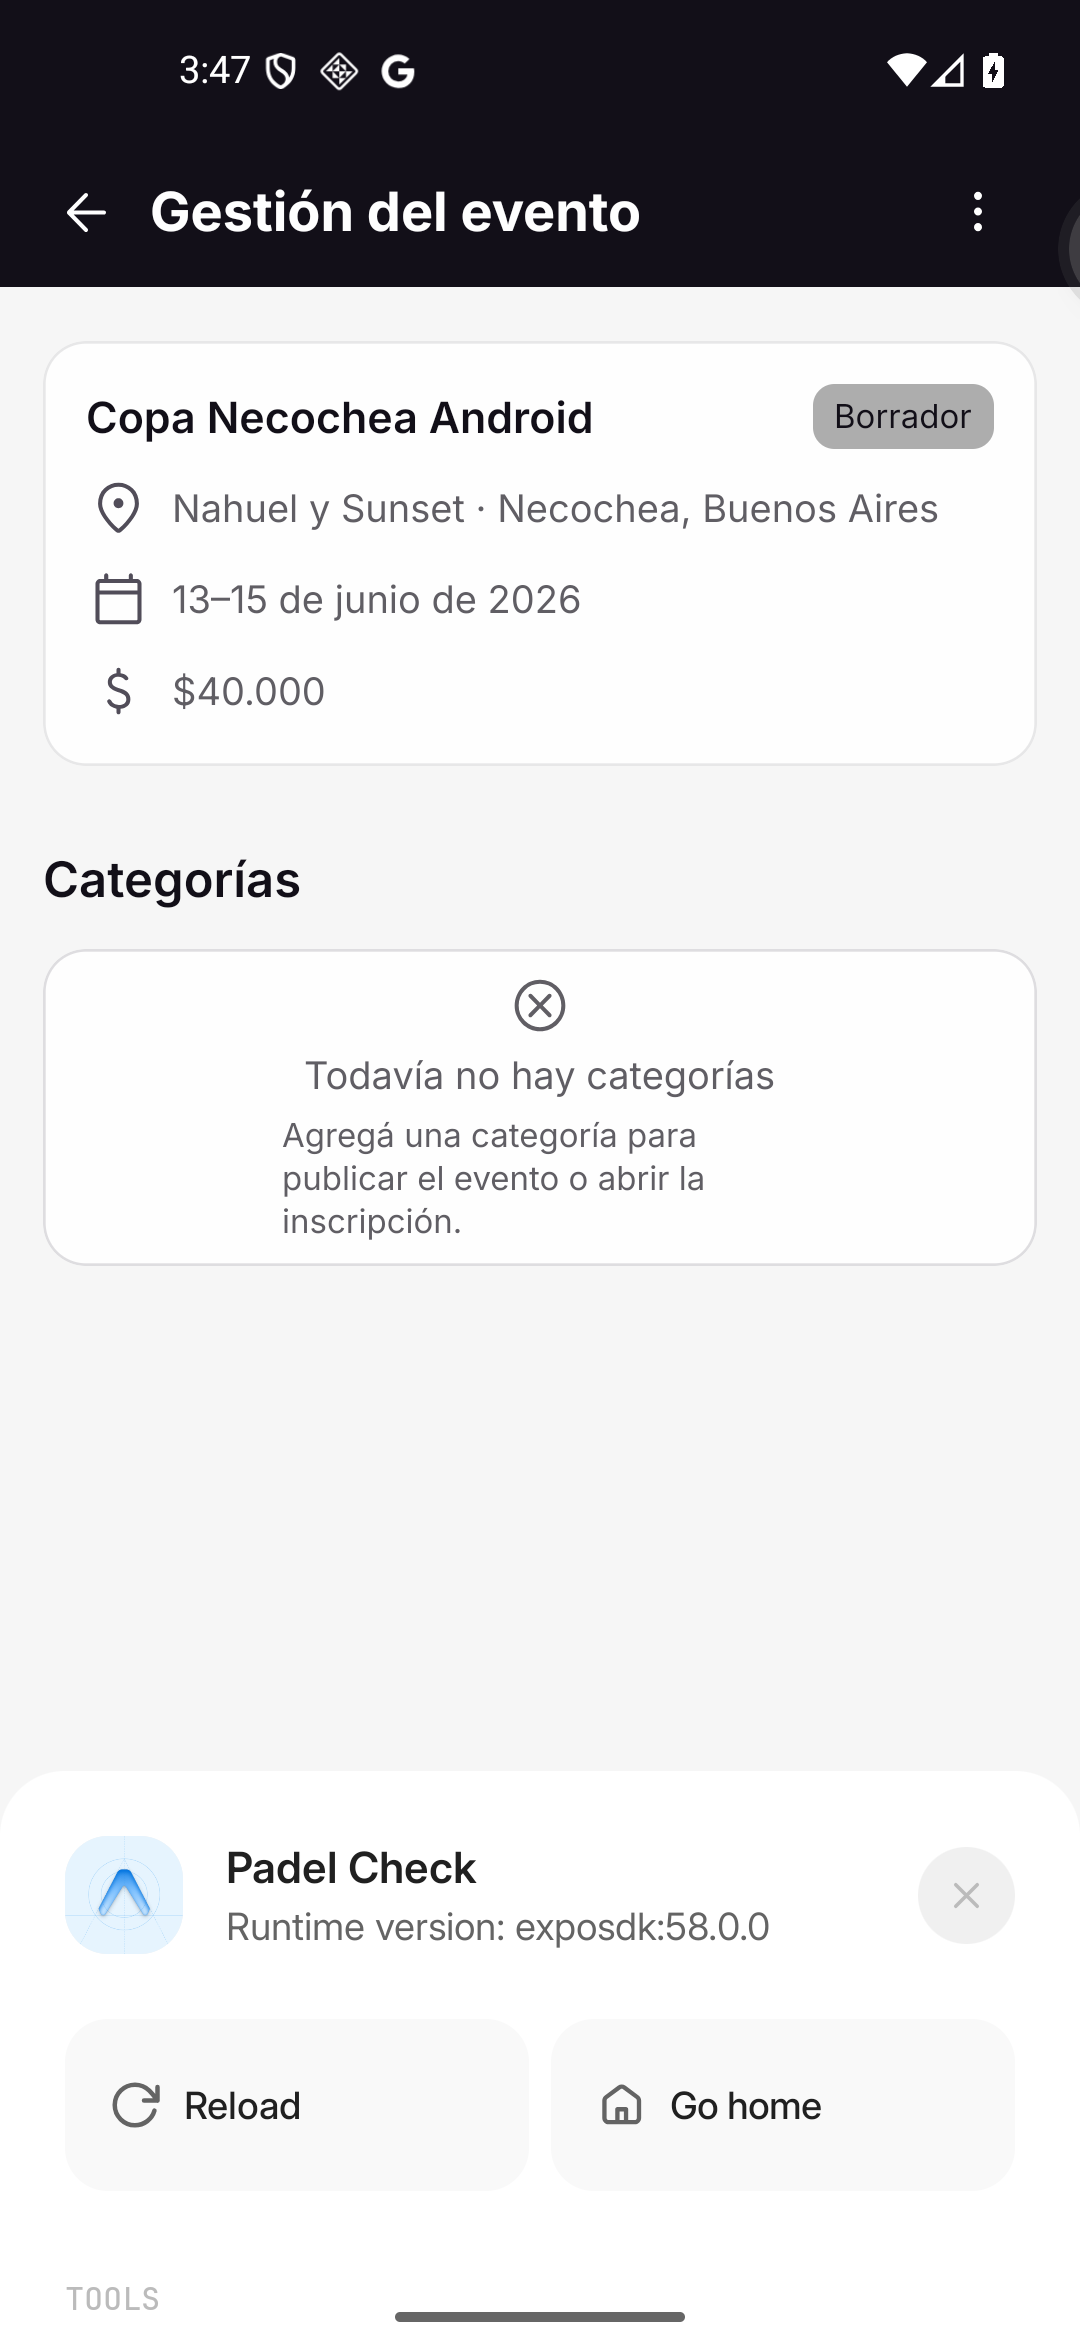 3:47
Gestión del evento
Copa Necochea Android
Borrador
Nahuel y Sunset · Necochea, Buenos Aires
13–15 de junio de 2026
$40.000
Categorías
Todavía no hay categorías
Agregá una categoría para
publicar el evento o abrir la
inscripción.
Padel Check
Runtime version: exposdk:58.0.0
Reload
Go home
TOOLS